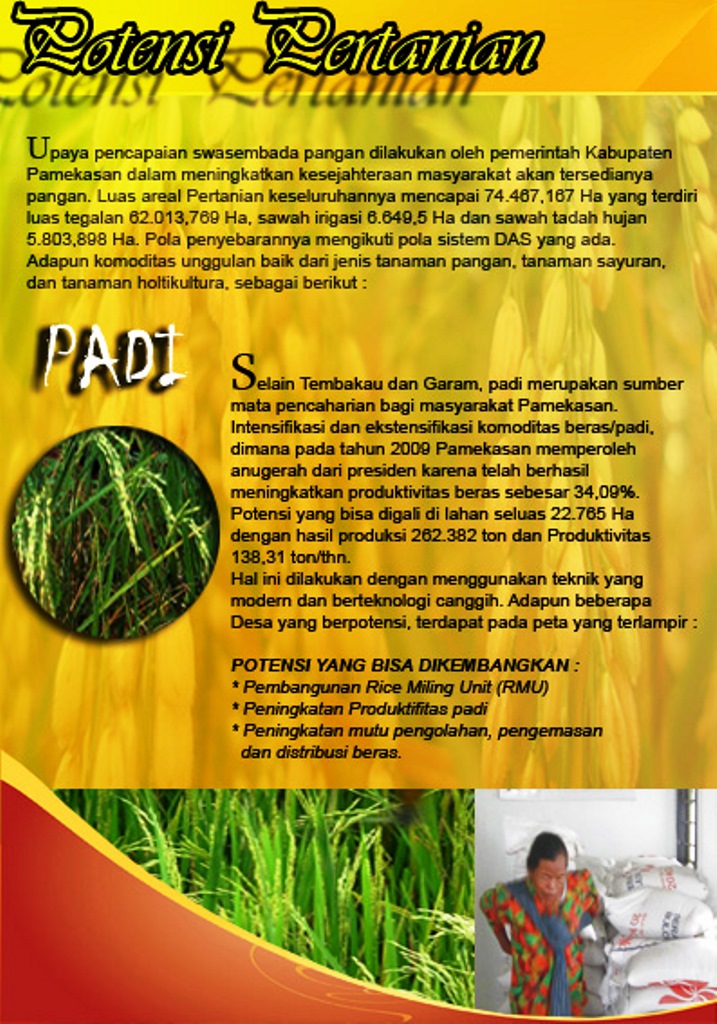 Potensi Pertanian
Upaya pencapaian swasembada pangan dilakukan oleh pemerintah Kabupaten
Pamekasan dalam meningkatkan kesejahteraan masyarakat akan tersedianya
pangan. Luas areal Pertanian keseluruhannya mencapai 74.467,167 Ha yang terdiri
luas tegalan 62.013,769 Ha, sawah irigasi 6.649,5 Ha dan sawah tadah hujan
5.803,898 Ha. Pola penyebarannya mengikuti pola sistem DAS yang ada.
Adapun komoditas unggulan baik dari jenis tanaman pangan, tanaman sayuran,
dan tanaman holtikultura, sebagai berikut :
PADI
Selain Tembakau dan Garam, padi merupakan sumber
mata pencaharian bagi masyarakat Pamekasan.
Intensifikasi dan ekstensifikasi komoditas beras/padi,
dimana pada tahun 2009 Pamekasan memperoleh
anugerah dari presiden karena telah berhasil
meningkatkan produktivitas beras sebesar 34,09%.
Potensi yang bisa digali di lahan seluas 22.765 Ha
dengan hasil produksi 262.382 ton dan Produktivitas
138,31 ton/thn.
Hal ini dilakukan dengan menggunakan teknik yang
modern dan berteknologi canggih. Adapun beberapa
Desa yang berpotensi, terdapat pada peta yang terlampir :
POTENSI YANG BISA DIKEMBANGKAN :
* Pembangunan Rice Miling Unit (RMU)
* Peningkatan Produktifitas padi
* Peningkatan mutu pengolahan, pengemasan
dan distribusi beras.